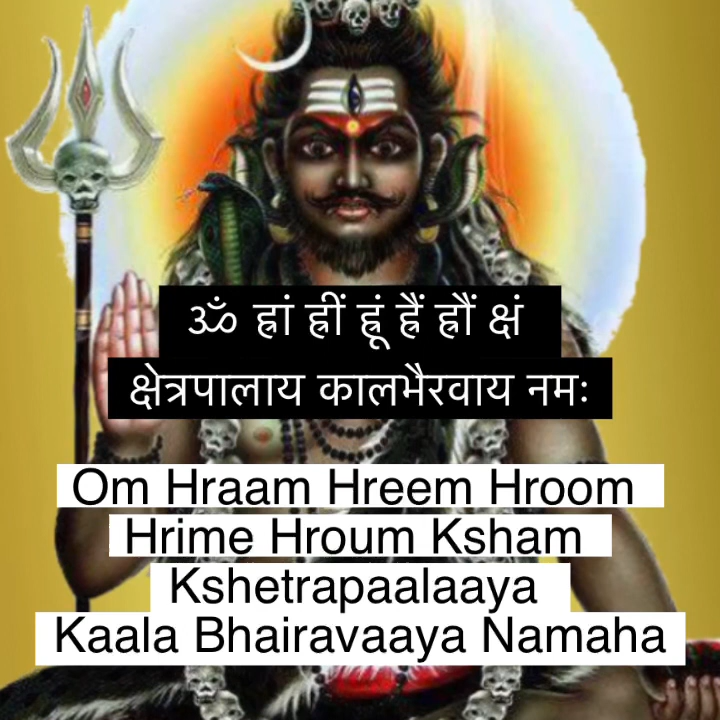 ॐ ह्रां ह्रीं ह्रूं ह्रैं ह्रौं क्षं
क्षेत्रपालाय कालभैरवाय नमः
Om Hraam Hreem Hroom
Hrime Hroum Ksham
Kshetrapaalaaya
Kaala Bhairavaaya Namaha